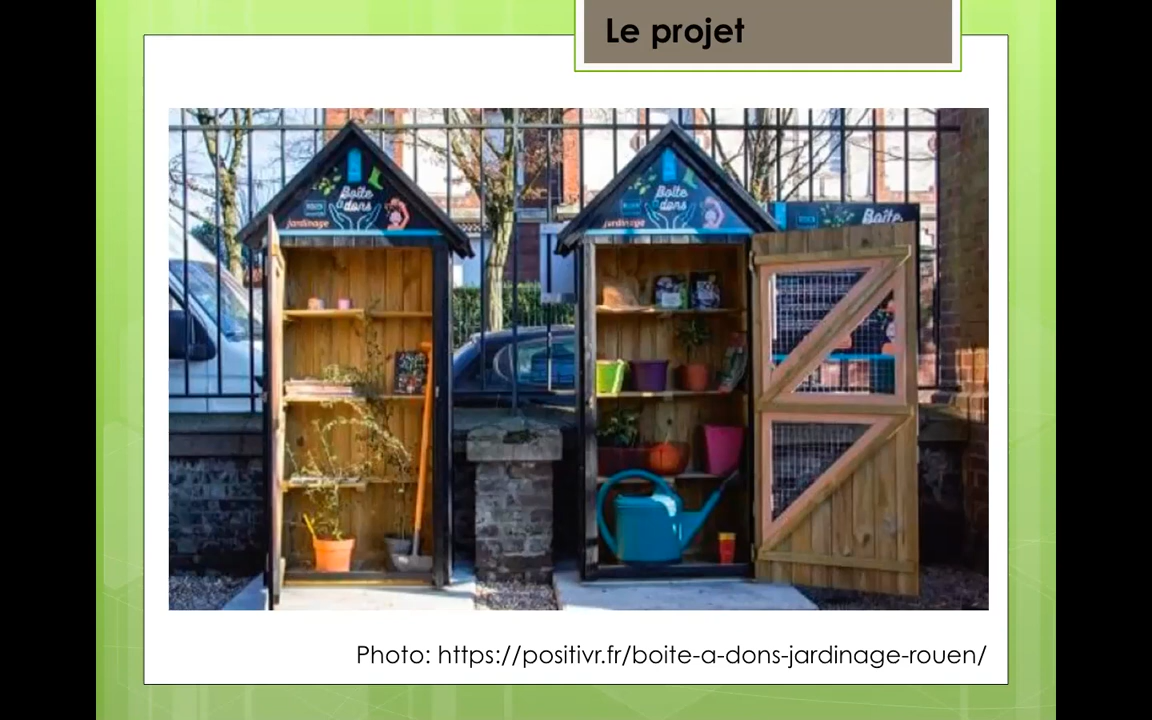 Le projet
Boîte
à dons
jardinage
Boîte
à dons
jardinage
Boîte
Photo: https://positivr.fr/boite-a-dons-jardinage-rouen/